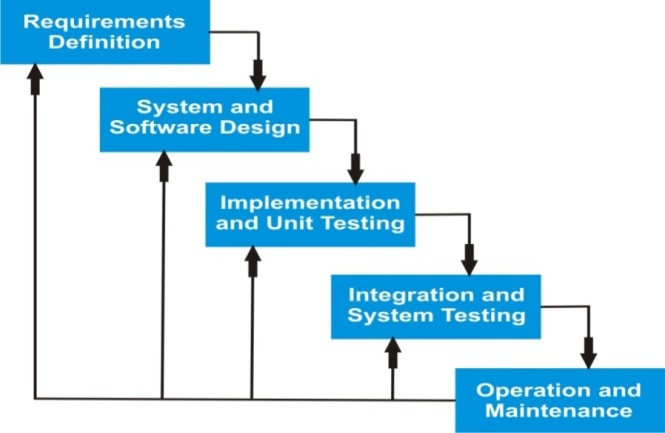 Requirements
Definition
System and
Software Design
Implementation
and Unit Testing
Integration and
System Testing
Operation and
Maintenance